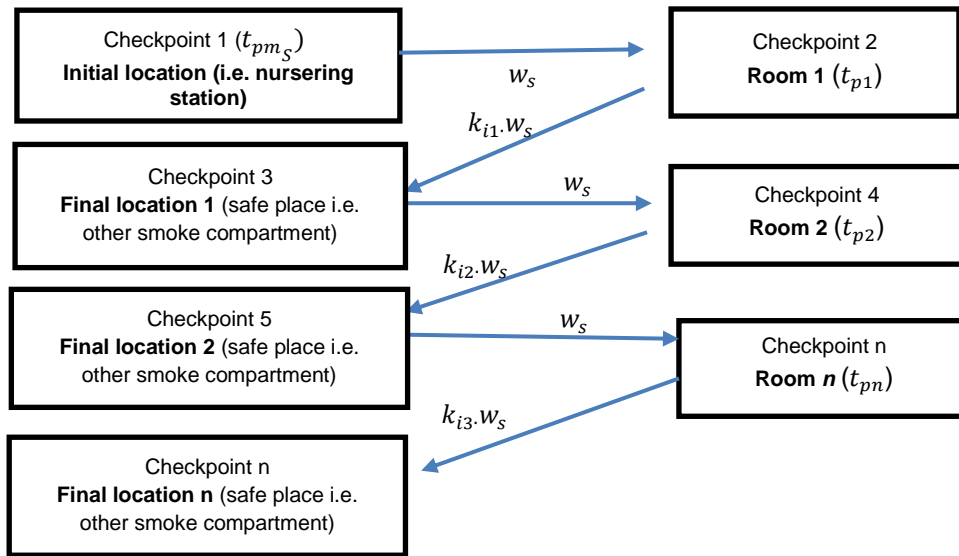 Checkpoint 1 (t_{pm_S})
Initial location (i.e. nursering
station)
w_s
Checkpoint 2
Room 1 (t_{p1})
k_{i1}.w_s
Checkpoint 3
Final location 1 (safe place i.e.
other smoke compartment)
w_s
Checkpoint 4
Room 2 (t_{p2})
k_{i2}.w_s
Checkpoint 5
Final location 2 (safe place i.e.
other smoke compartment)
w_s
Checkpoint n
Room n (t_{pn})
k_{i3}.w_s
Checkpoint n
Final location n (safe place i.e.
other smoke compartment)